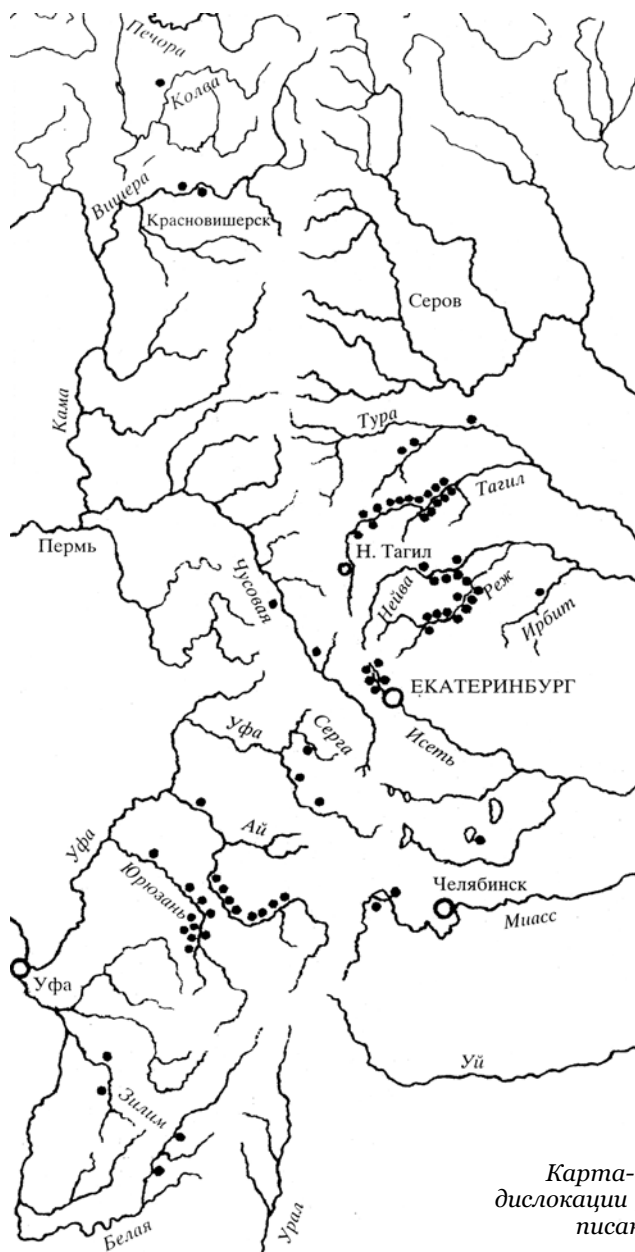 Печора
Колва
Вишера
Красновишерск
Серов
Кама
Тура
Тагил
Пермь
Н. Тагил
Чусовая
Нейва
Реж
Ирбит
ЕКАТЕРИНБУРГ
Исеть
Уфа
Серга
Ай
Уфа
Юрюзань
Челябинск
Миасс
Уфа
Уй
Зилим
Белая
Урал
Карта-
дислокации
писан